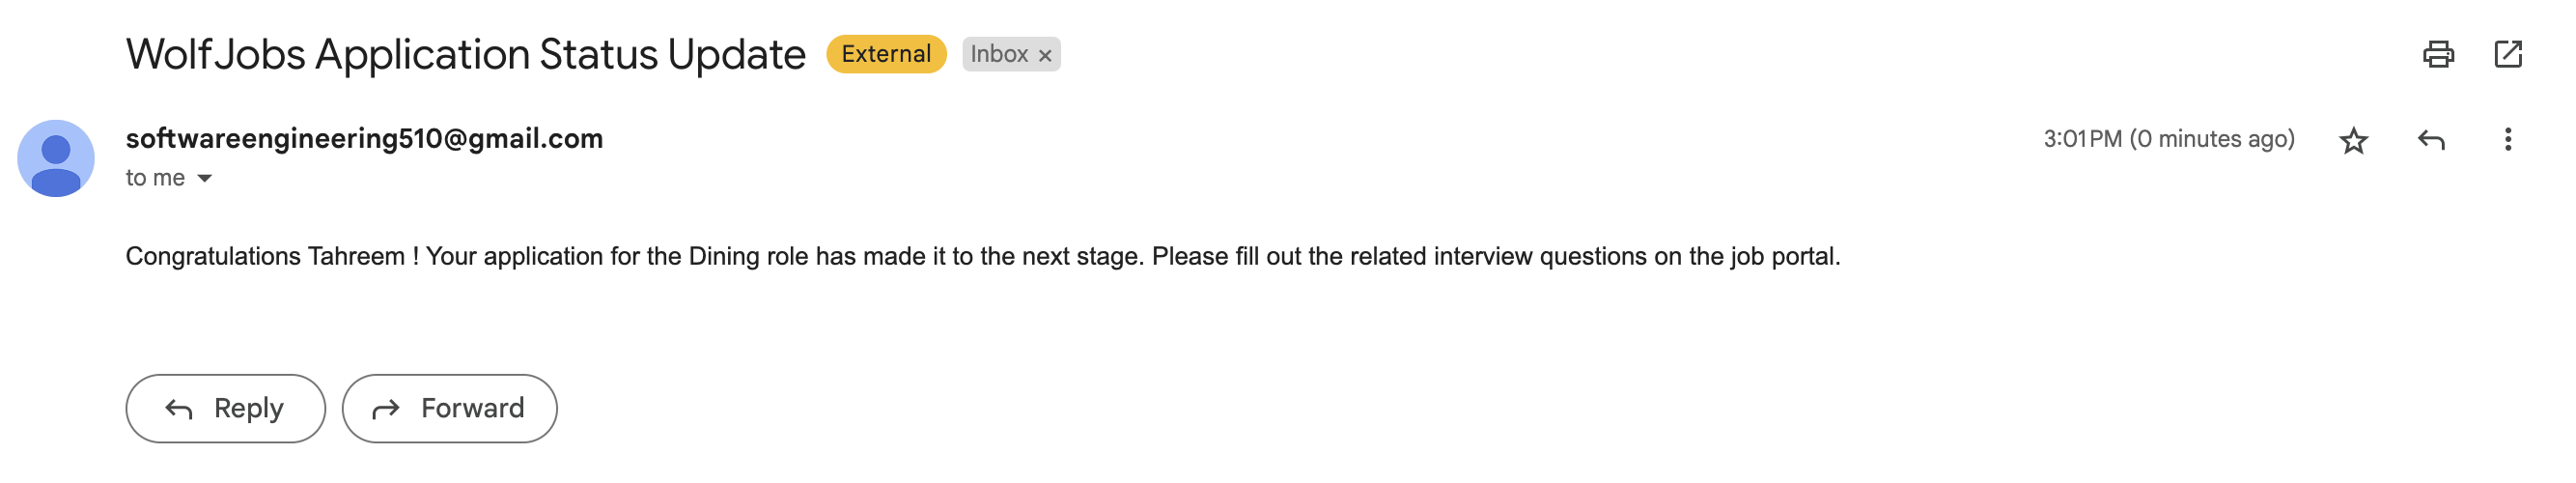 WolfJobs Application Status Update External Inbox ×
softwareengineering510@gmail.com 3:01 PM (0 minutes ago)
to me
Congratulations Tahreem ! Your application for the Dining role has made it to the next stage. Please fill out the related interview questions on the job portal.
Reply Forward